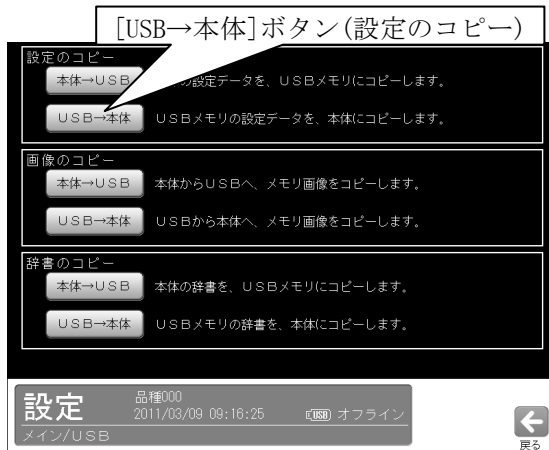 [USB→本体]ボタン(設定のコピー)
設定のコピー
本体→USB の設定データを、USBメモリにコピーします。
USB→本体 USBメモリの設定データを、本体にコピーします。
画像のコピー
本体→USB 本体からUSBへ、メモリ画像をコピーします。
USB→本体 USBから本体へ、メモリ画像をコピーします。
辞書のコピー
本体→USB 本体の辞書を、USBメモリにコピーします。
USB→本体 USBメモリの辞書を、本体にコピーします。
設定 品種000
2011/03/09 09:16:25 USB オフライン
メイン/USB
戻る